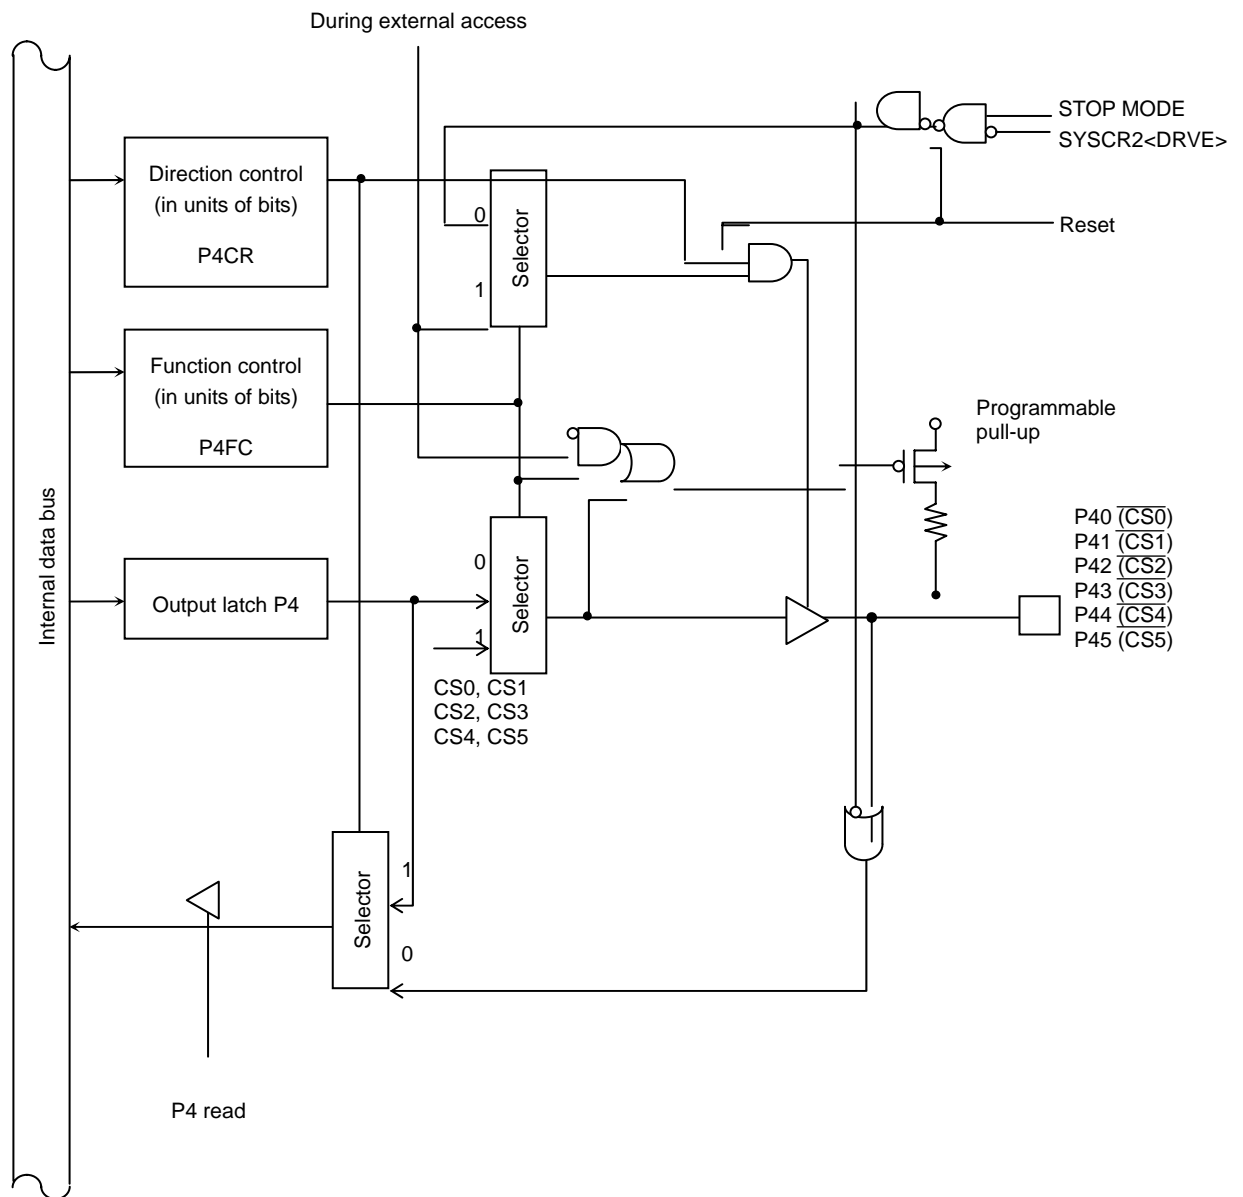 During external access
STOP MODE
SYSCR2<DRVE>
Direction control
(in units of bits)
P4CR
0
1
Selector
Reset
Function control
(in units of bits)
P4FC
Programmable
pull-up
Internal data bus
Output latch P4
0
1
Selector
P40 (CS0)
P41 (CS1)
P42 (CS2)
P43 (CS3)
P44 (CS4)
P45 (CS5)
CS0, CS1
CS2, CS3
CS4, CS5
Selector
1
0
P4 read